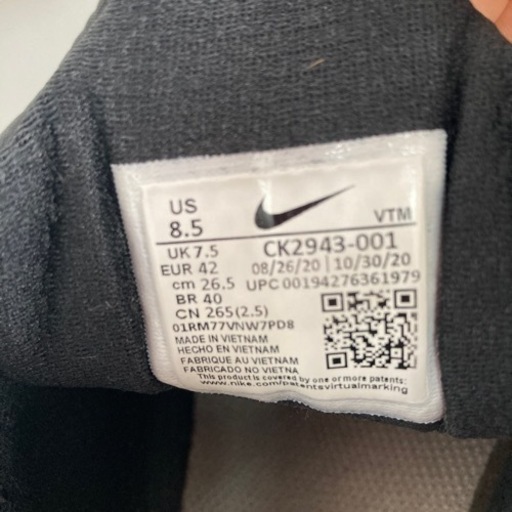 US
8.5
VTM
UK 7.5
CK2943-001
EUR 42
08/26/20 | 10/30/20
cm 26.5
UPC 00194276361979
BR 40
CN 265(2.5)
01RM77VNW7PD8
MADE IN VIETNAM
HECHO EN VIETNAM
FABRIQUE AU VIETNAM
FABRICADO NO VIETNA
This product is covered by one or more patents:
www.nike.com/patentsvirtualmarking